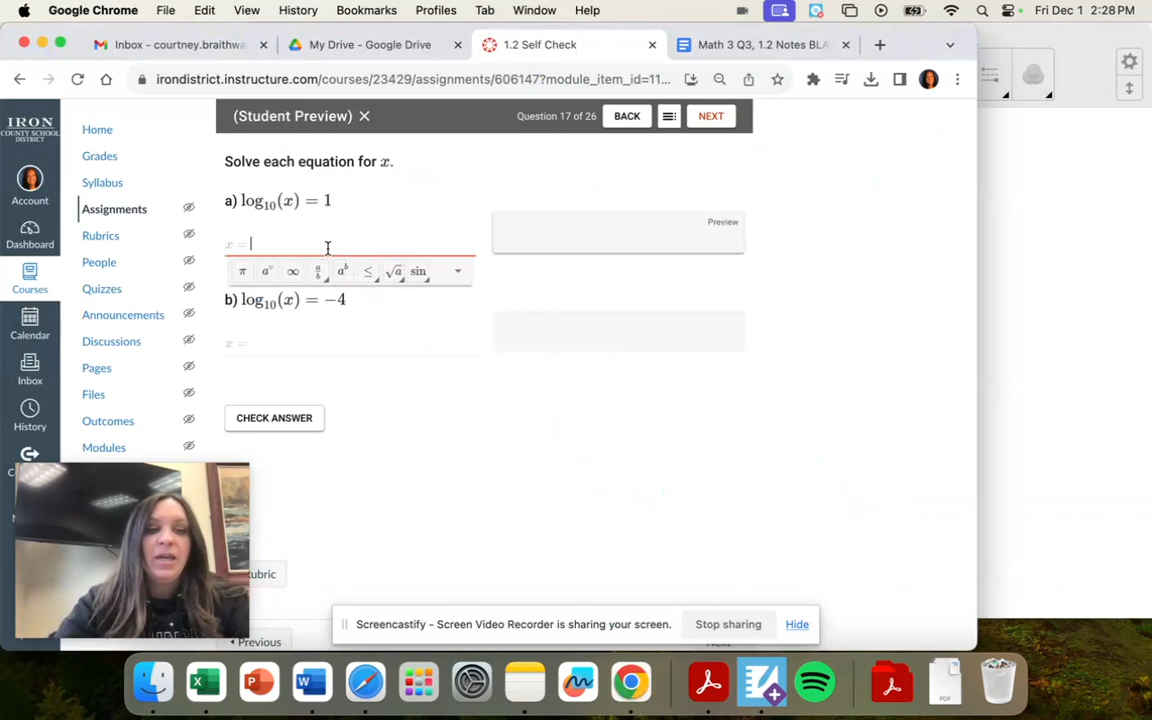 Google Chrome File Edit View History Bookmarks Profiles Tab Window Help Fri Dec 1 2:28 PM
Inbox - courtney.braithwa × My Drive - Google Drive × 1.2 Self Check × Math 3 Q3, 1.2 Notes BLA × +
irondistrict.instructure.com/courses/23429/assignments/606147?module_item_id=11...
IRON
COUNTY SCHOOL
DISTRICT
Account
Dashboard
Courses
Calendar
Inbox
History
Home
Grades
Syllabus
Assignments
Rubrics
People
Quizzes
Announcements
Discussions
Pages
Files
Outcomes
Modules
(Student Preview) × Question 17 of 26 BACK NEXT
Solve each equation for x.
a) log₁₀(x) = 1
Preview
x =
π a° ∞ a/b aᵇ ≤ √a sin
b) log₁₀(x) = −4
x =
CHECK ANSWER
ubric
Previous
Screencastify - Screen Video Recorder is sharing your screen. Stop sharing Hide
PDF